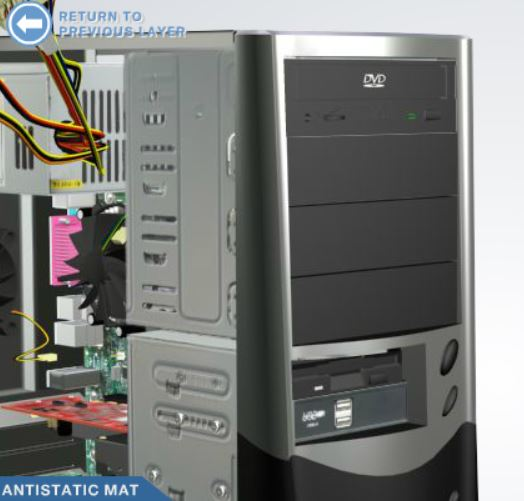 RETURN TO
PREVIOUS LAYER
DVD
ANTISTATIC MAT